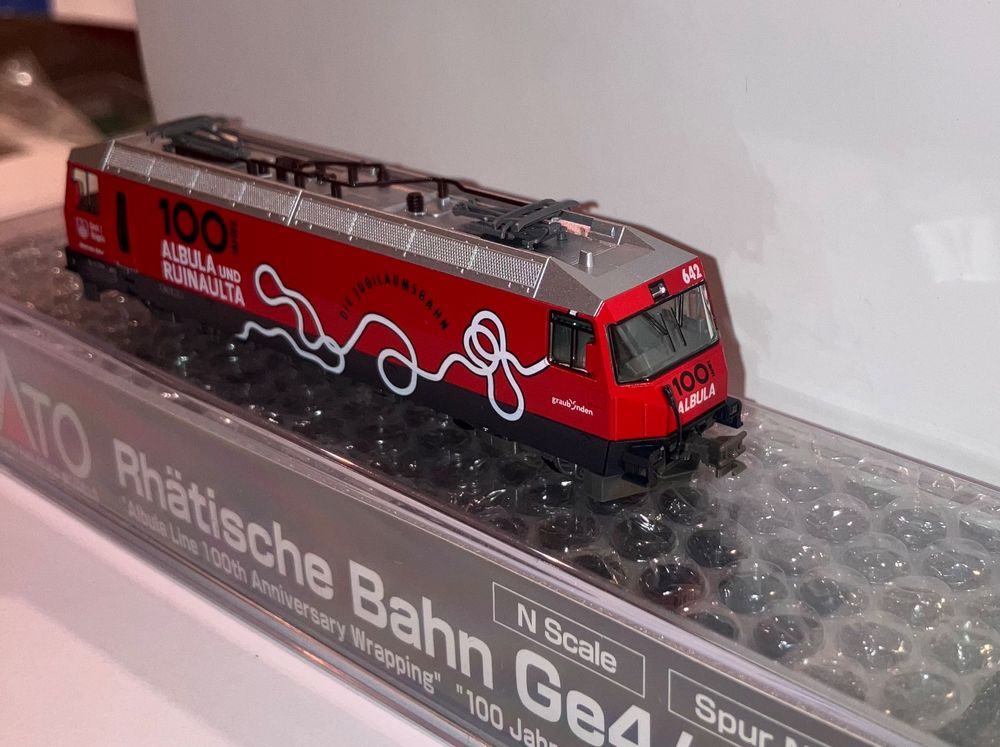 100
ALBULA UND
RUINAULTA
DIE JUBILÄUMSBAHN
graubünden
642
100
ALBULA
ATO
Rhätische Bahn Ge4/
"Albula Line 100th Anniversary Wrapping" "100 Jah
N Scale
Spur N